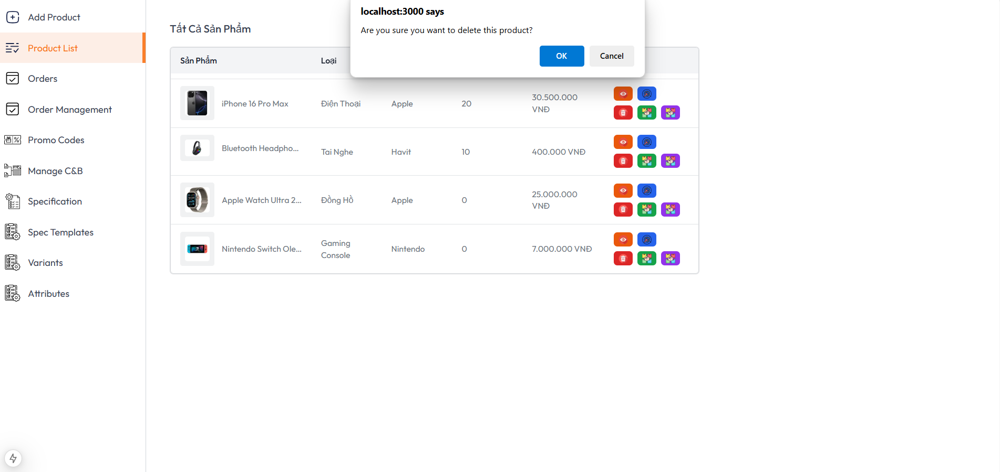 Add Product
Product List
Orders
Order Management
Promo Codes
Manage C&B
Specification
Spec Templates
Variants
Attributes
localhost:3000 says
Are you sure you want to delete this product?
OK
Cancel
Tất Cả Sản Phẩm
Sản Phẩm
Loại
iPhone 16 Pro Max
Điện Thoại
Apple
20
30.500.000
VNĐ
Bluetooth Headpho...
Tai Nghe
Havit
10
400.000 VNĐ
Apple Watch Ultra 2...
Đồng Hồ
Apple
0
25.000.000
VNĐ
Nintendo Switch Ole...
Gaming
Console
Nintendo
0
7.000.000 VNĐ